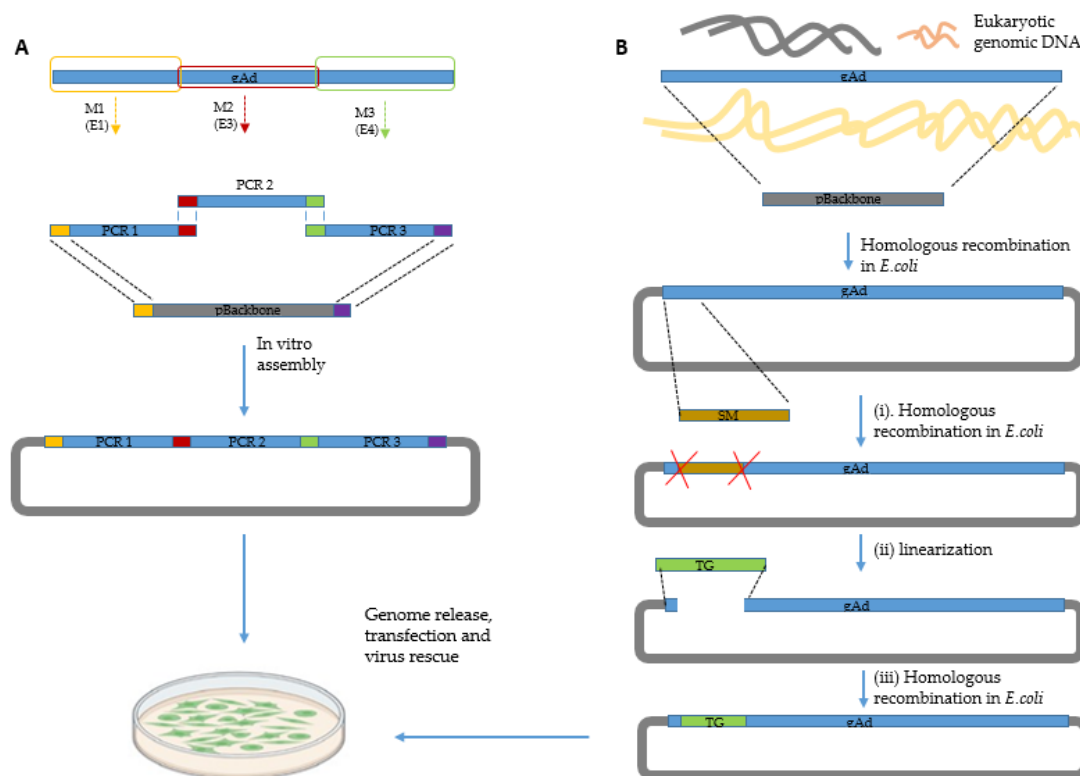 A
gAd
M1
(E1)
M2
(E3)
M3
(E4)
PCR 2
PCR 1
PCR 3
pBackbone
In vitro
assembly
PCR 1
PCR 2
PCR 3
Genome release,
transfection and
virus rescue
B
Eukaryotic
genomic DNA
gAd
pBackbone
Homologous recombination
in E.coli
gAd
SM
(i). Homologous
recombination in E.coli
gAd
(ii) linearization
TG
gAd
(iii) Homologous
recombination in E.coli
TG
gAd